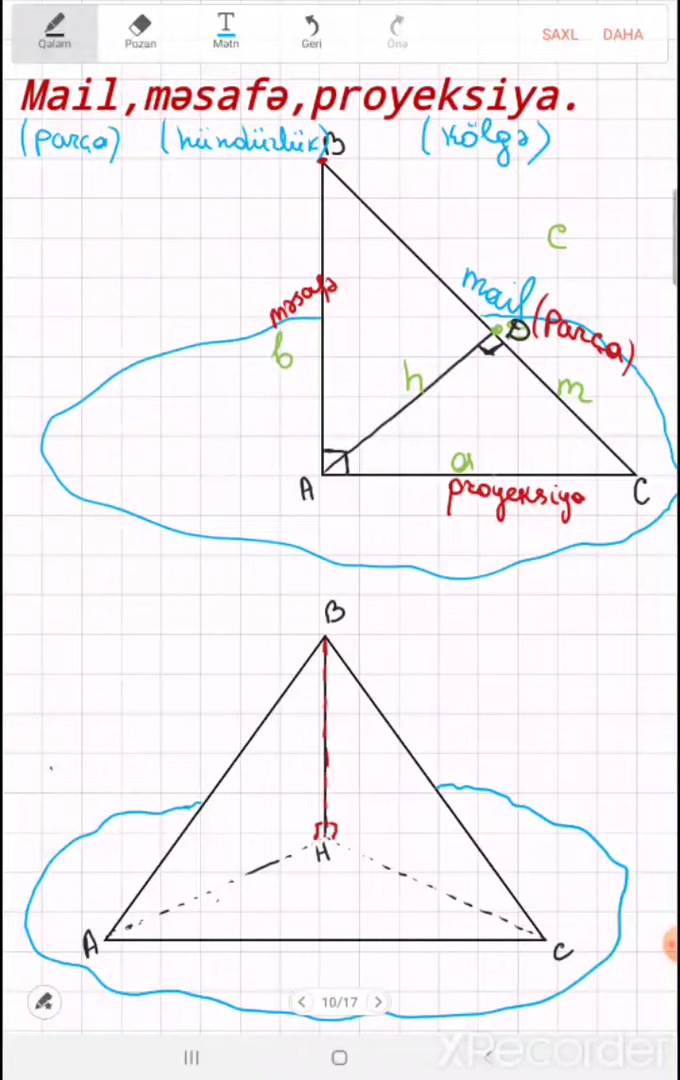 Qələm Pozan Mətn Geri Önə SAXL DAHA
Mail,məsafə,proyeksiya.
(parça) (hündürlük) (kölgə)
B
C
mail
məsafə
D (Parça)
b
h
m
a
A
proyeksiya
C
B
H
A
C
10/17
XRecorder